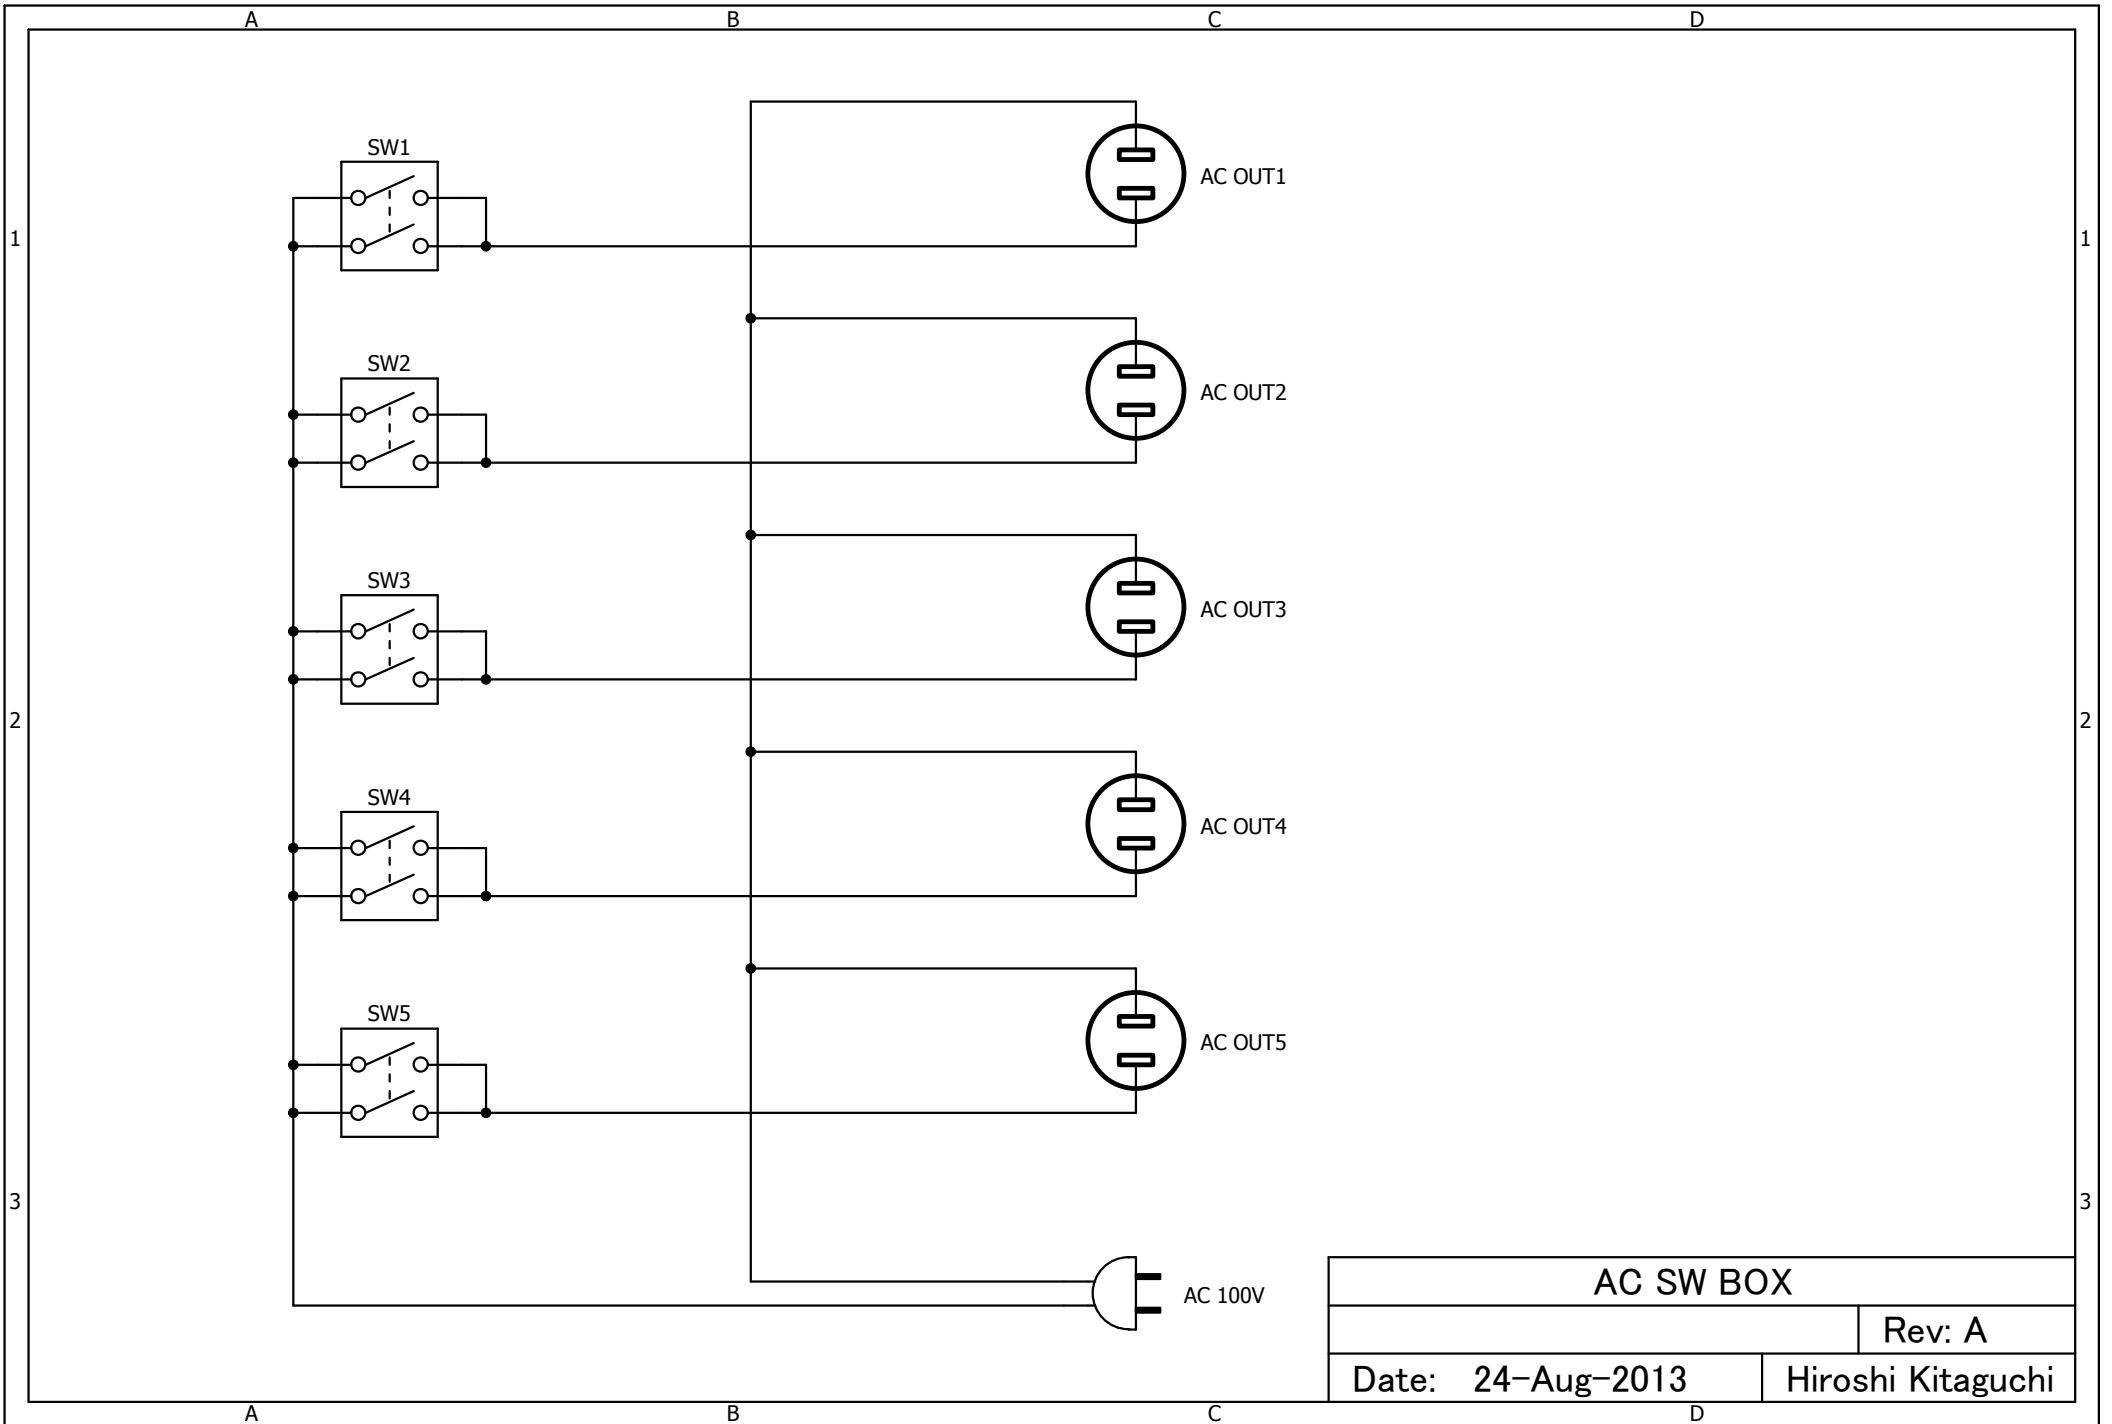 A B C D
SW1
AC OUT1
1 1
SW2
AC OUT2
SW3
AC OUT3
2 2
SW4
AC OUT4
SW5
AC OUT5
3 3
AC 100V
AC SW BOX
Rev: A
Date: 24-Aug-2013 Hiroshi Kitaguchi
A B C D